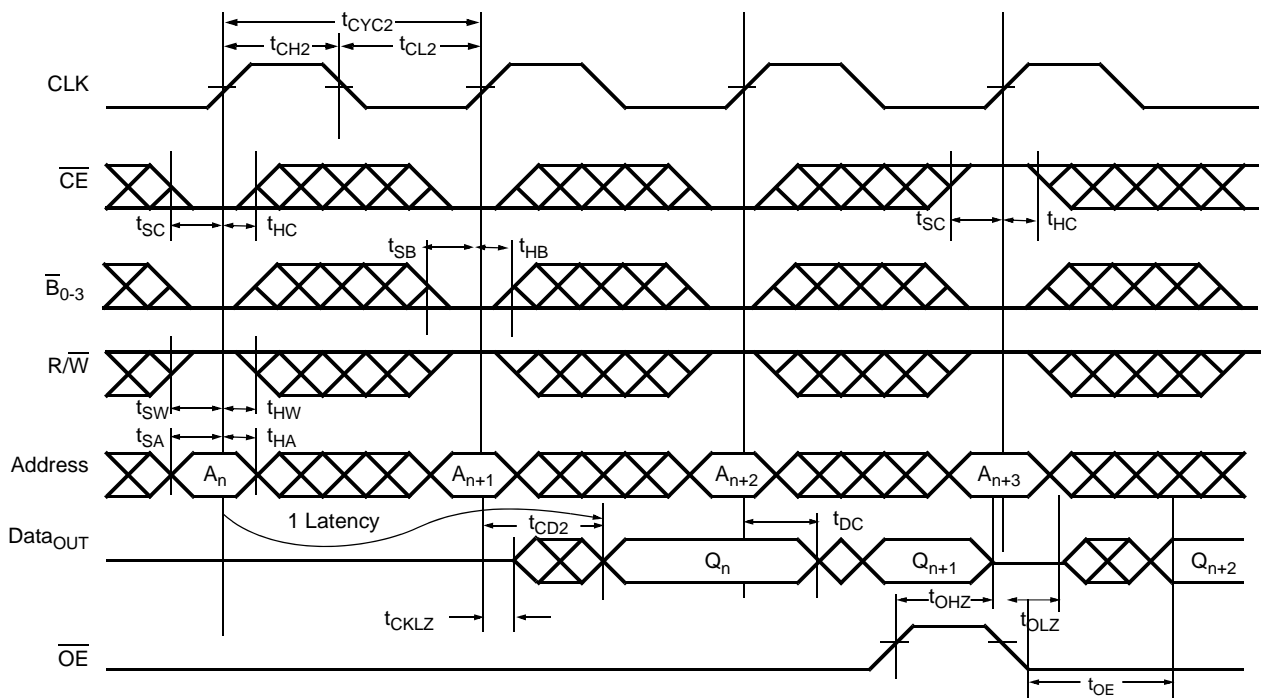 tCYC2
tCH2 tCL2
CLK
CE
tSC tHC tSC tHC
tSB tHB
B0-3
R/W
tSW tHW
tSA tHA
Address An An+1 An+2 An+3
1 Latency tCD2 tDC
DataOUT Qn Qn+1 Qn+2
tOHZ tOLZ
tCKLZ
OE
tOE